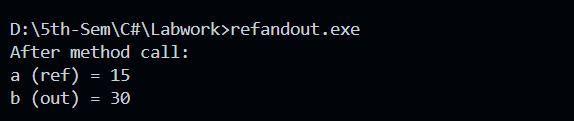 D:\5th-Sem\C#\Labwork>refandout.exe
After method call:
a (ref) = 15
b (out) = 30